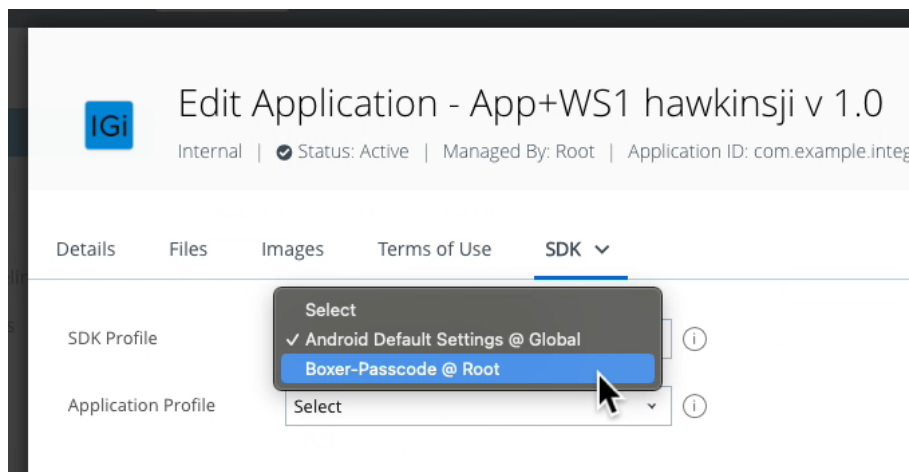 IGi
Edit Application - App+WS1 hawkinsji v 1.0
Internal | Status: Active | Managed By: Root | Application ID: com.example.integ
Details Files Images Terms of Use SDK
Select
SDK Profile
✓ Android Default Settings @ Global
Boxer-Passcode @ Root
Application Profile
Select